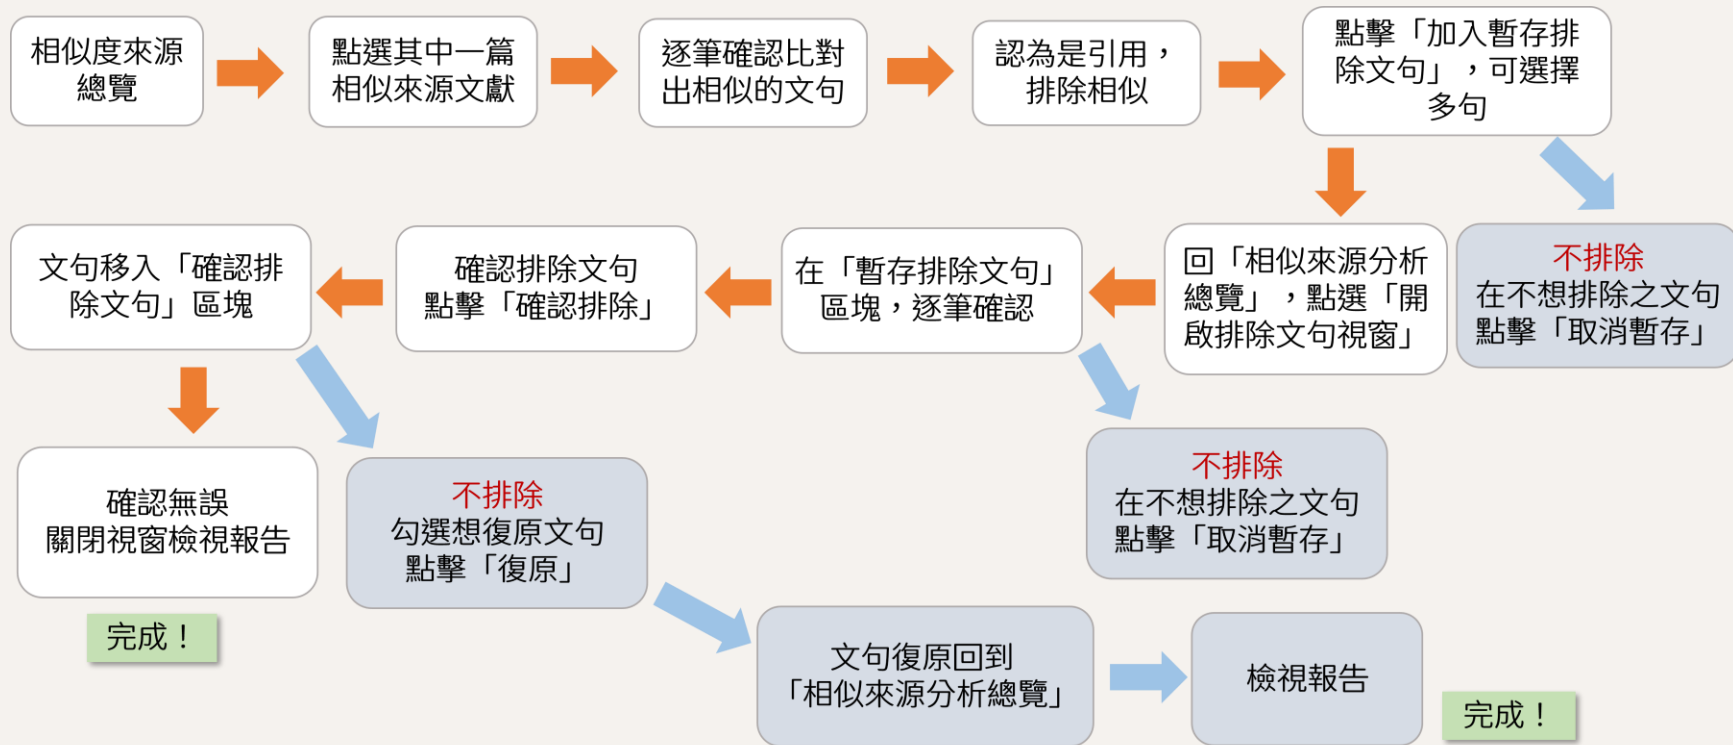 相似度來源
總覽
點選其中一篇
相似來源文獻
逐筆確認比對
出相似的文句
認為是引用，
排除相似
點擊「加入暫存排
除文句」，可選擇
多句
不排除
在不想排除之文句
點擊「取消暫存」
回「相似來源分析
總覽」，點選「開
啟排除文句視窗」
在「暫存排除文句」
區塊，逐筆確認
不排除
在不想排除之文句
點擊「取消暫存」
確認排除文句
點擊「確認排除」
文句移入「確認排
除文句」區塊
確認無誤
關閉視窗檢視報告
完成！
不排除
勾選想復原文句
點擊「復原」
文句復原回到
「相似來源分析總覽」
檢視報告
完成！